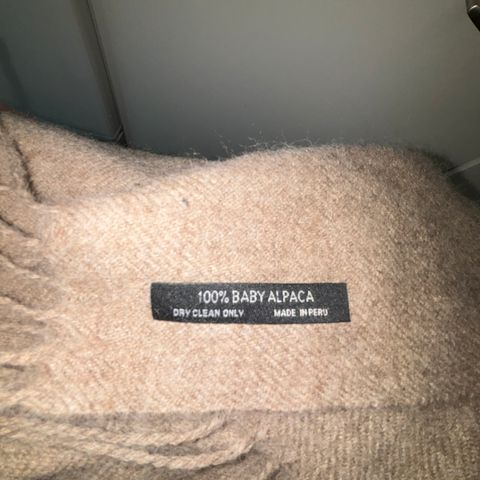 100% BABY ALPACA
DRY CLEAN ONLY MADE IN PERU